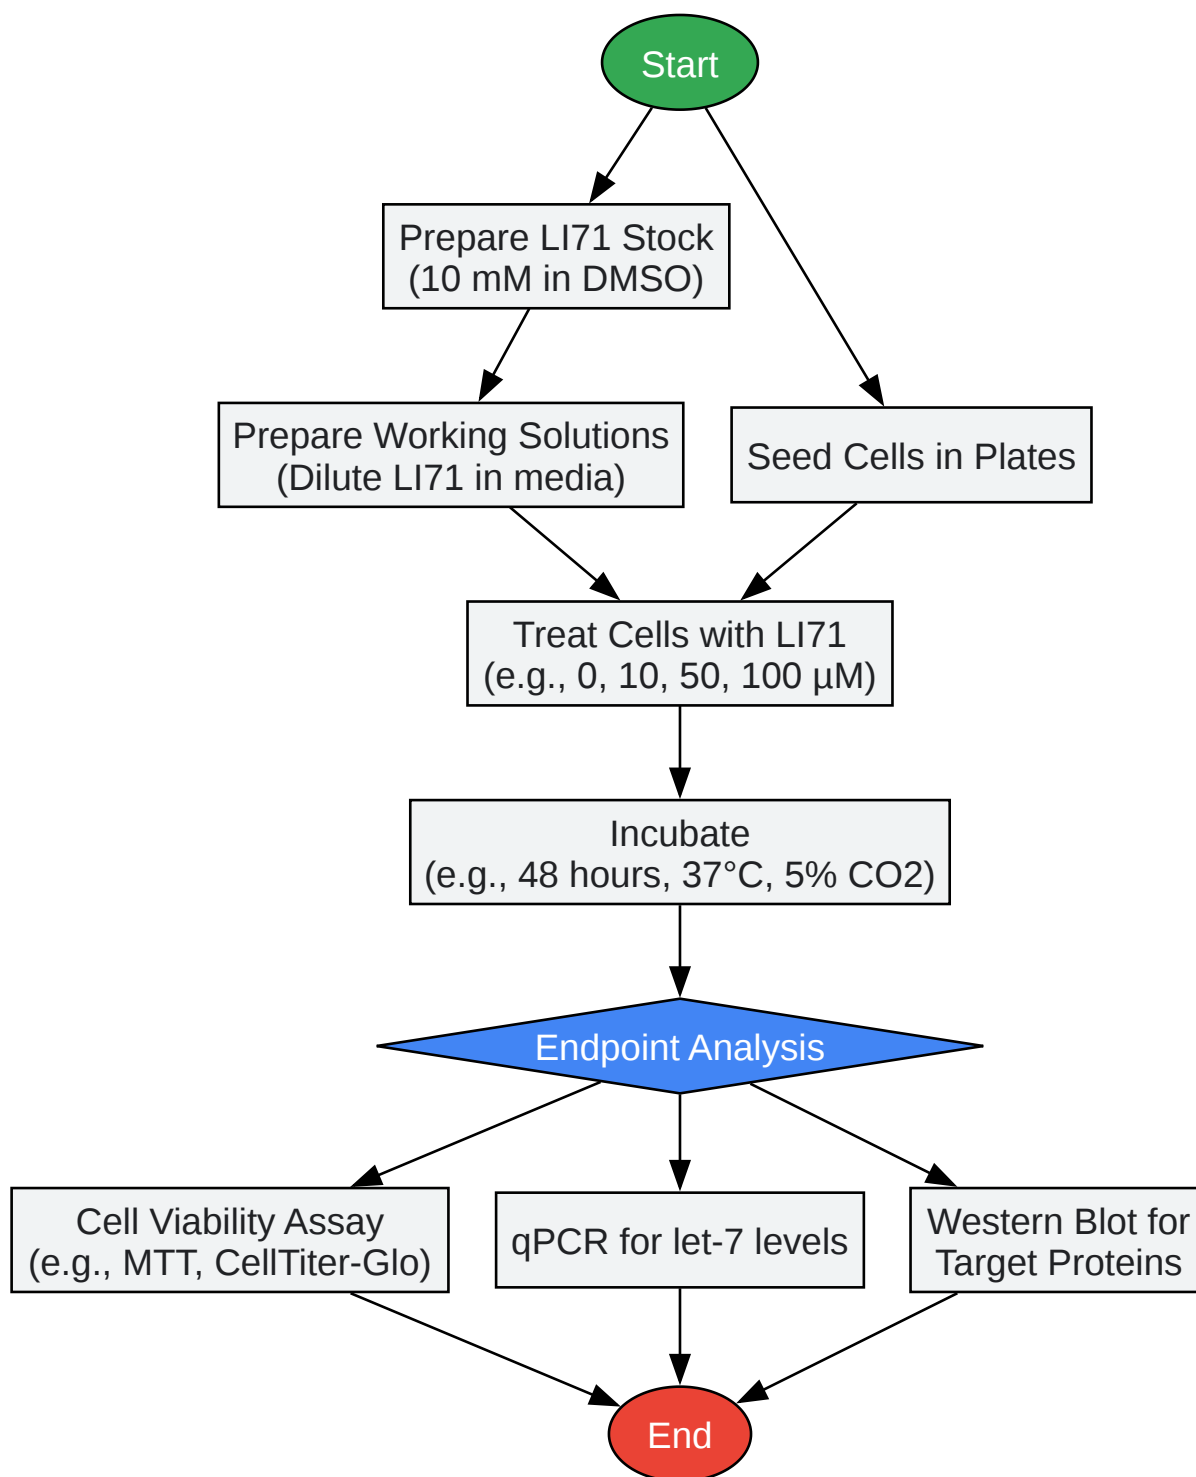 Start
Prepare LI71 Stock
(10 mM in DMSO)
Prepare Working Solutions
(Dilute LI71 in media)
Seed Cells in Plates
Treat Cells with LI71
(e.g., 0, 10, 50, 100 µM)
Incubate
(e.g., 48 hours, 37°C, 5% CO2)
Endpoint Analysis
Cell Viability Assay
(e.g., MTT, CellTiter-Glo)
qPCR for let-7 levels
Western Blot for
Target Proteins
End